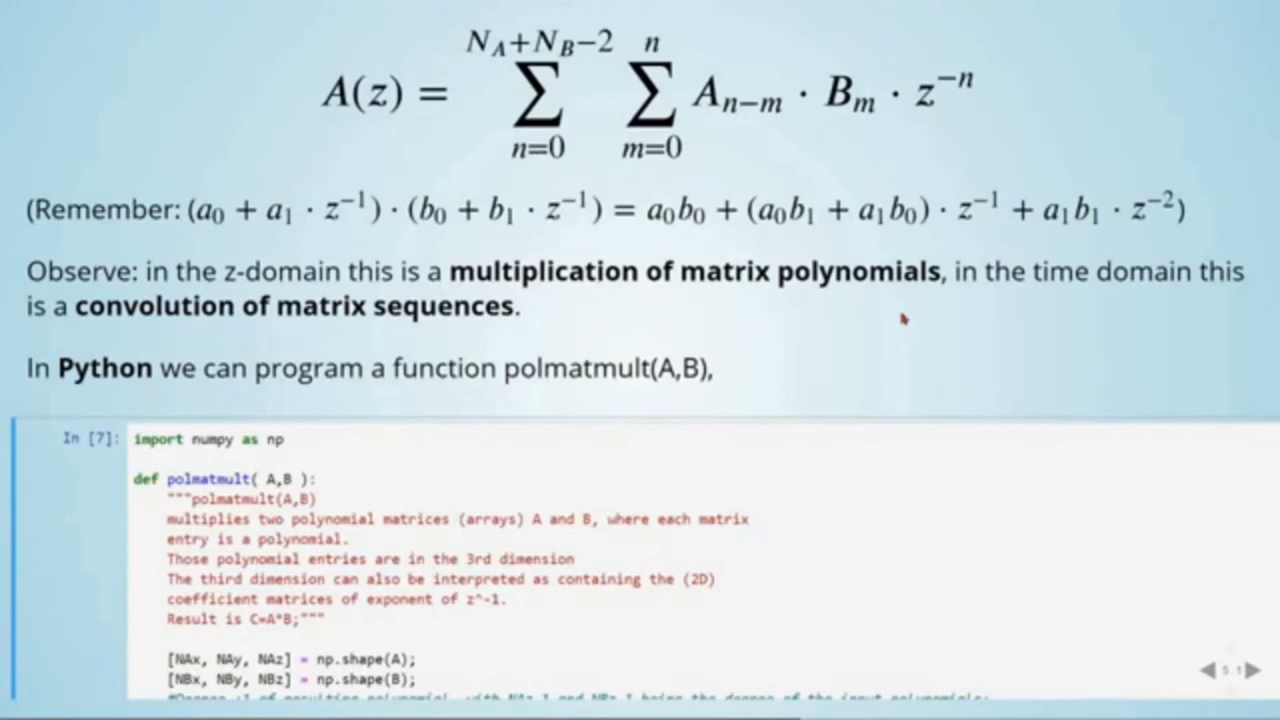 A(z) = \sum_{n=0}^{N_A+N_B-2} \sum_{m=0}^{n} A_{n-m} · B_m · z^{-n}
(Remember: (a_0 + a_1 · z^{-1}) · (b_0 + b_1 · z^{-1}) = a_0b_0 + (a_0b_1 + a_1b_0) · z^{-1} + a_1b_1 · z^{-2})
Observe: in the z-domain this is a multiplication of matrix polynomials, in the time domain this
is a convolution of matrix sequences.
In Python we can program a function polmatmult(A,B),
In [7]: import numpy as np
def polmatmult( A,B ):
"""polmatmult(A,B)
multiplies two polynomial matrices (arrays) A and B, where each matrix
entry is a polynomial.
Those polynomial entries are in the 3rd dimension
The third dimension can also be interpreted as containing the (2D)
coefficient matrices of exponent of z^-1.
Result is C=A*B;"""
[NAx, NAy, NAz] = np.shape(A);
[NBx, NBy, NBz] = np.shape(B);
5.1